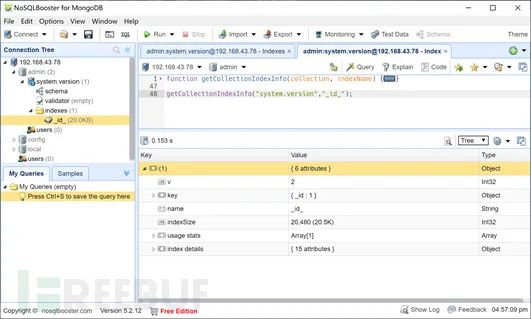 NoSQLBooster for MongoDB
File Edit Options View Window Help
Connect SQL Run Import Export Monitoring Test Data Schema Theme
Connection Tree
192.168.43.78
admin (2)
system.version (1)
schema
validator (empty)
indexes (1)
_id_ (20.0KB)
users (0)
config
local
users (0)
My Queries Samples
My Queries (empty)
Press Ctrl+S to save the query here
admin:system.version@192.168.43.78 - Indexes × admin:system.version@192.168.43.78 - Index ×
192.168.43.78 admin Query Explain Code
1 function getCollectionIndexInfo(collection, indexName) {
47
48 getCollectionIndexInfo("system.version","_id_");
0.153 s Tree
Key Value Type
(1) { 6 attributes } Object
v 2 Int32
key { _id : 1 } Object
name _id_ String
indexSize 20,480 (20.5K) Int32
usage stats Array[1] Array
index details { 15 attributes } Object
FREEBUF
Copyright © nosqlbooster.com Version 5.2.12 Free Edition Show Log Feedback 04:57:09 PM